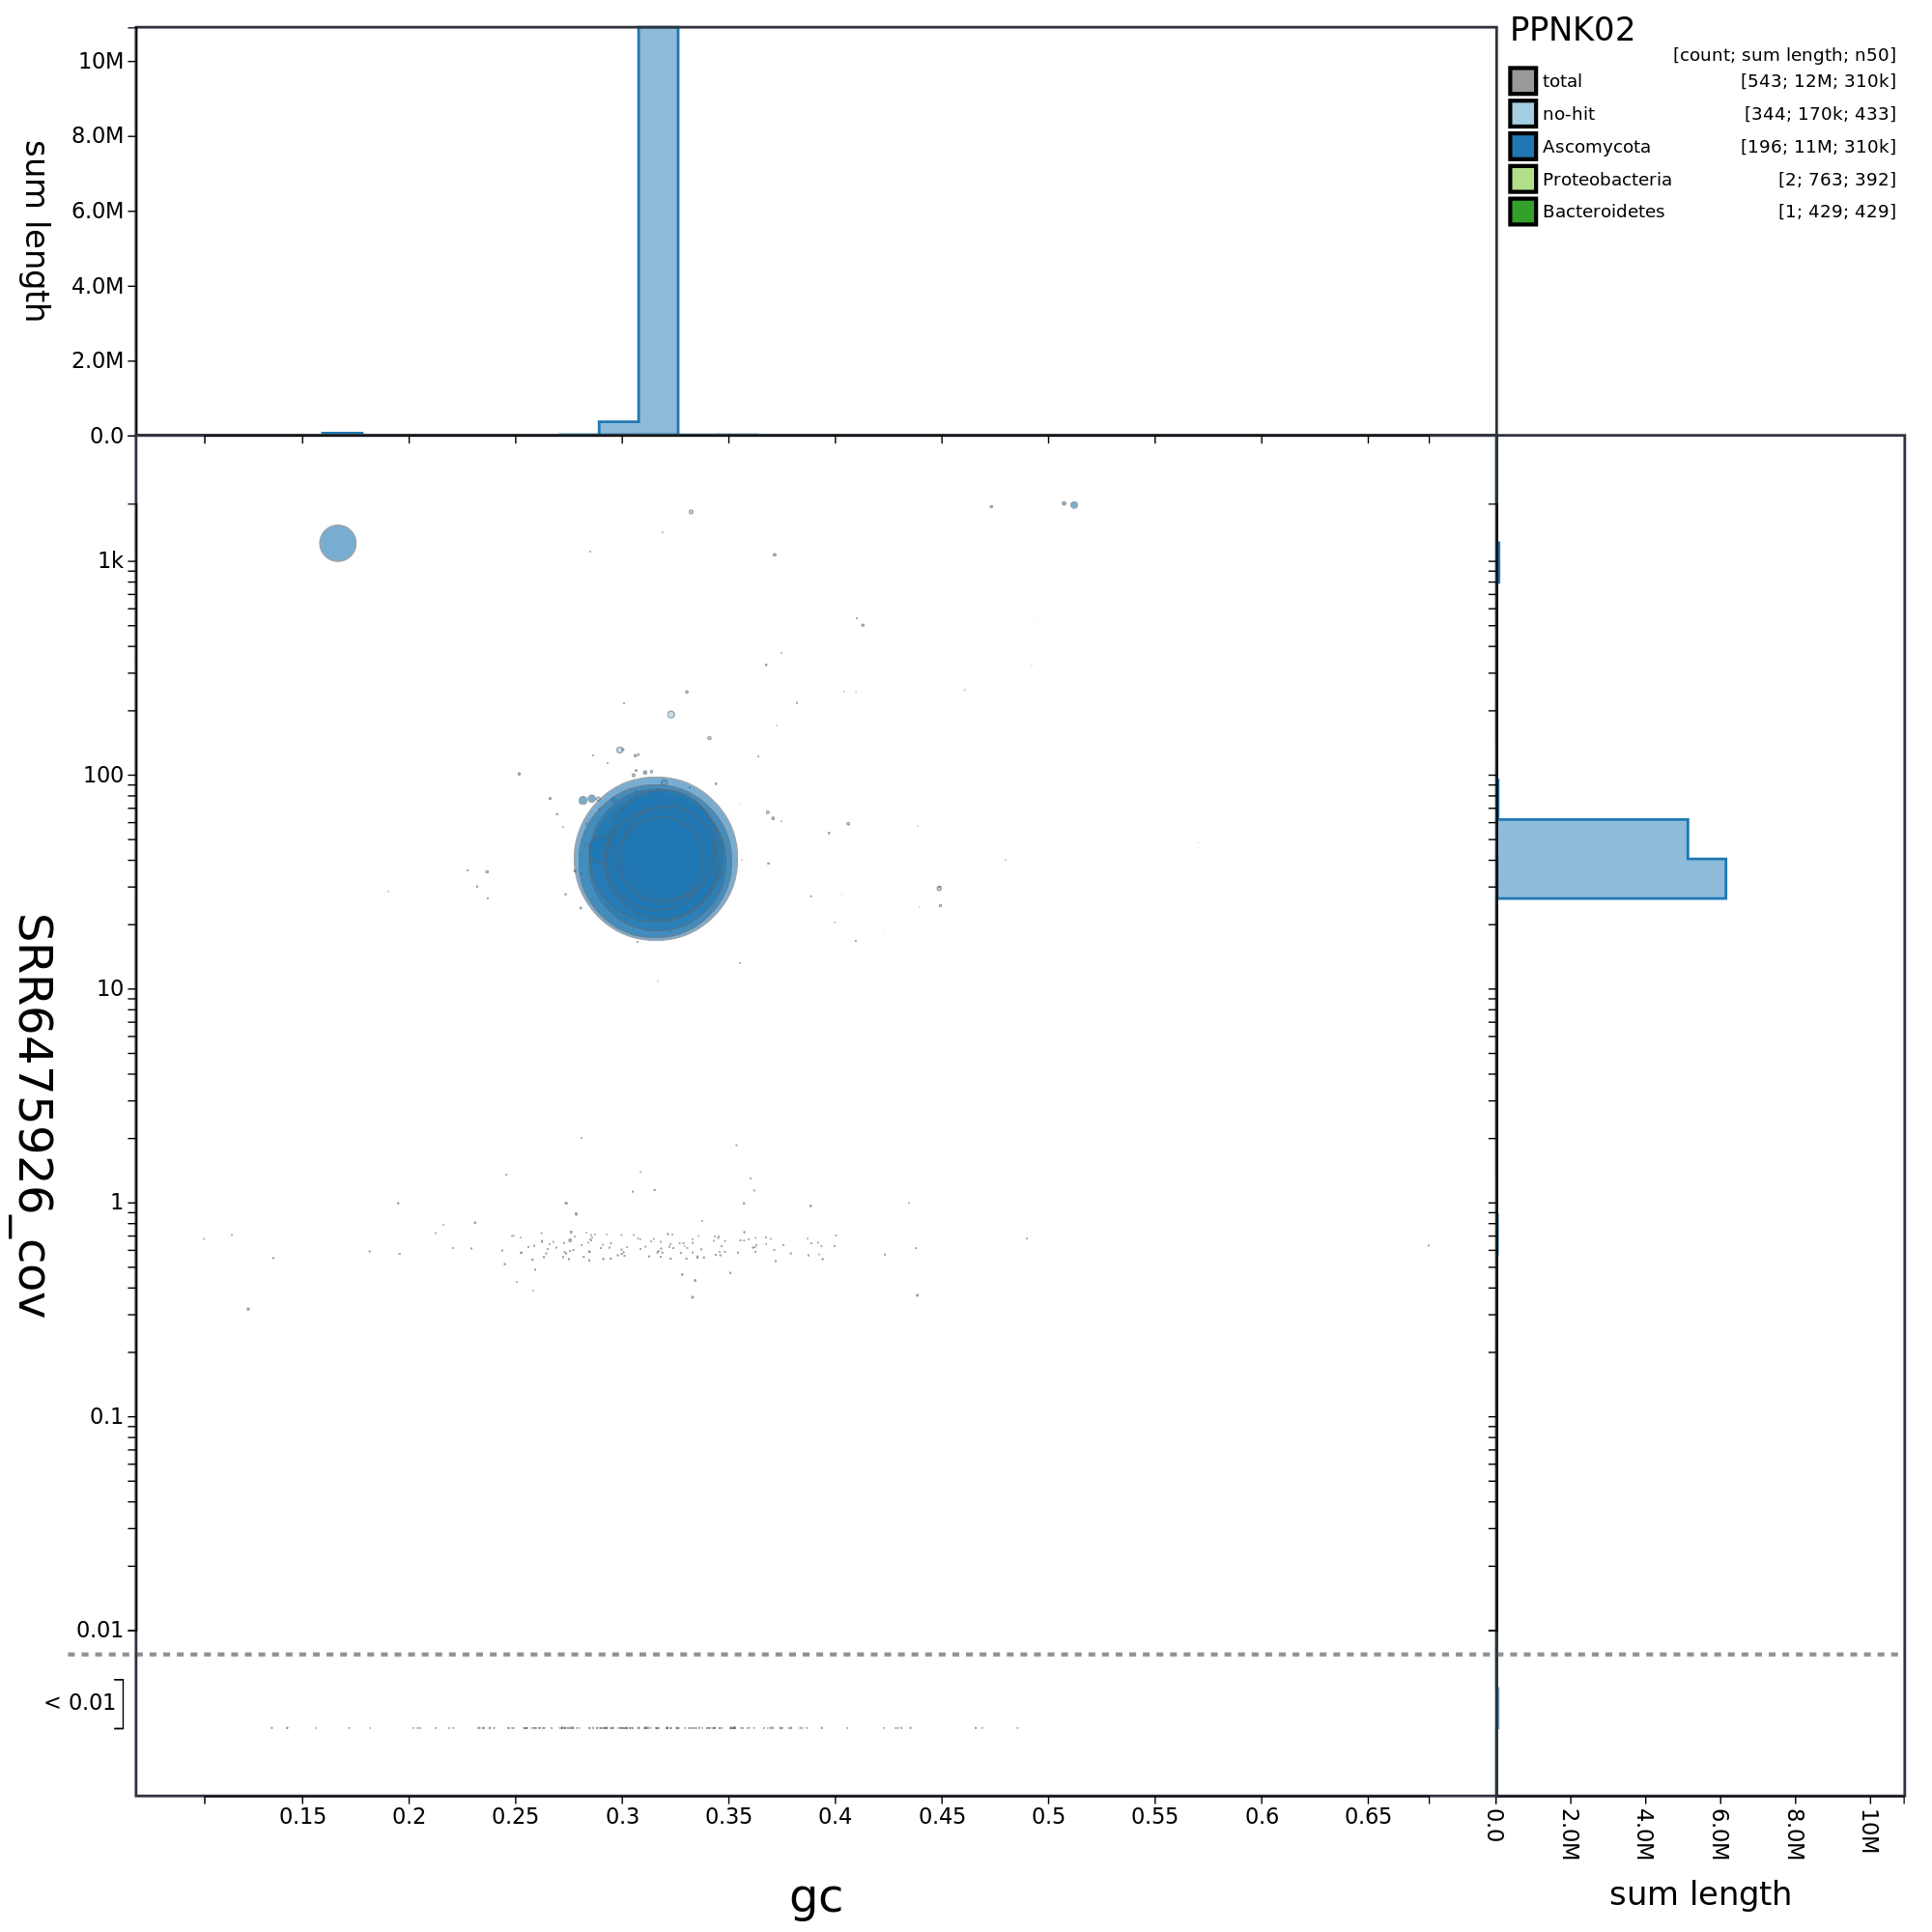 PPNK02
[count; sum length; n50]
total [543; 12M; 310k]
no-hit [344; 170k; 433]
Ascomycota [196; 11M; 310k]
Proteobacteria [2; 763; 392]
Bacteroidetes [1; 429; 429]
sum length
10M
8.0M
6.0M
4.0M
2.0M
0.0
SRR6475926_cov
1k
100
10
1
0.1
0.01
< 0.01
0.15 0.2 0.25 0.3 0.35 0.4 0.45 0.5 0.55 0.6 0.65
gc
0.0 2.0M 4.0M 6.0M 8.0M 10M
sum length